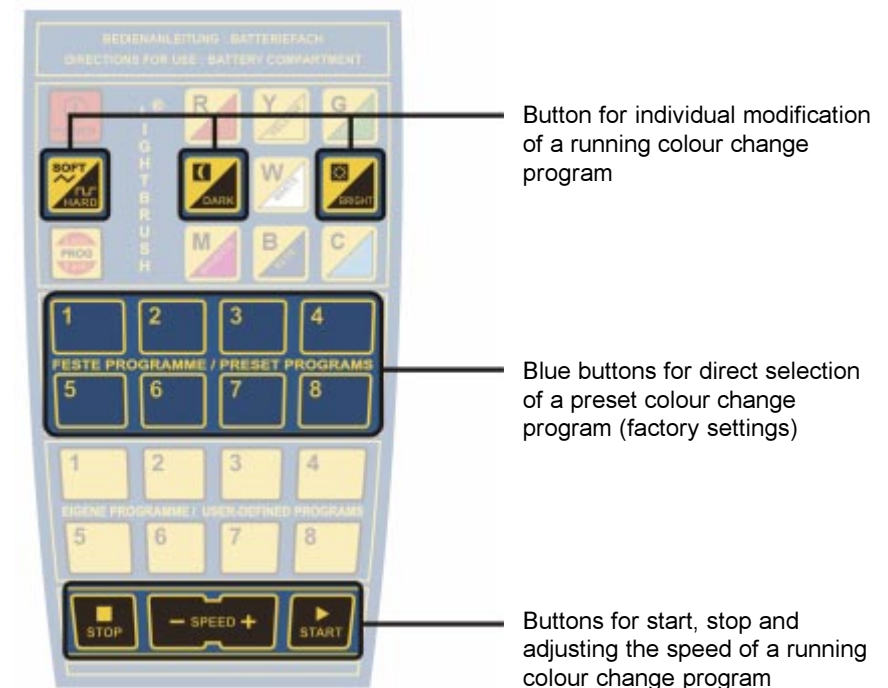 BEDIENANLEITUNG : BATTERIEFACH
DIRECTIONS FOR USE : BATTERY COMPARTMENT
R
Y
G
LIGHTBRUSH ®
SOFT
HARD
DARK
W
WHITE
BRIGHT
PROG
M
B
C
Button for individual modification
of a running colour change
program
1 2 3 4
FESTE PROGRAMME / PRESET PROGRAMS
5 6 7 8
Blue buttons for direct selection
of a preset colour change
program (factory settings)
1 2 3 4
EIGENE PROGRAMME / USER-DEFINED PROGRAMS
5 6 7 8
STOP
– SPEED +
START
Buttons for start, stop and
adjusting the speed of a running
colour change program